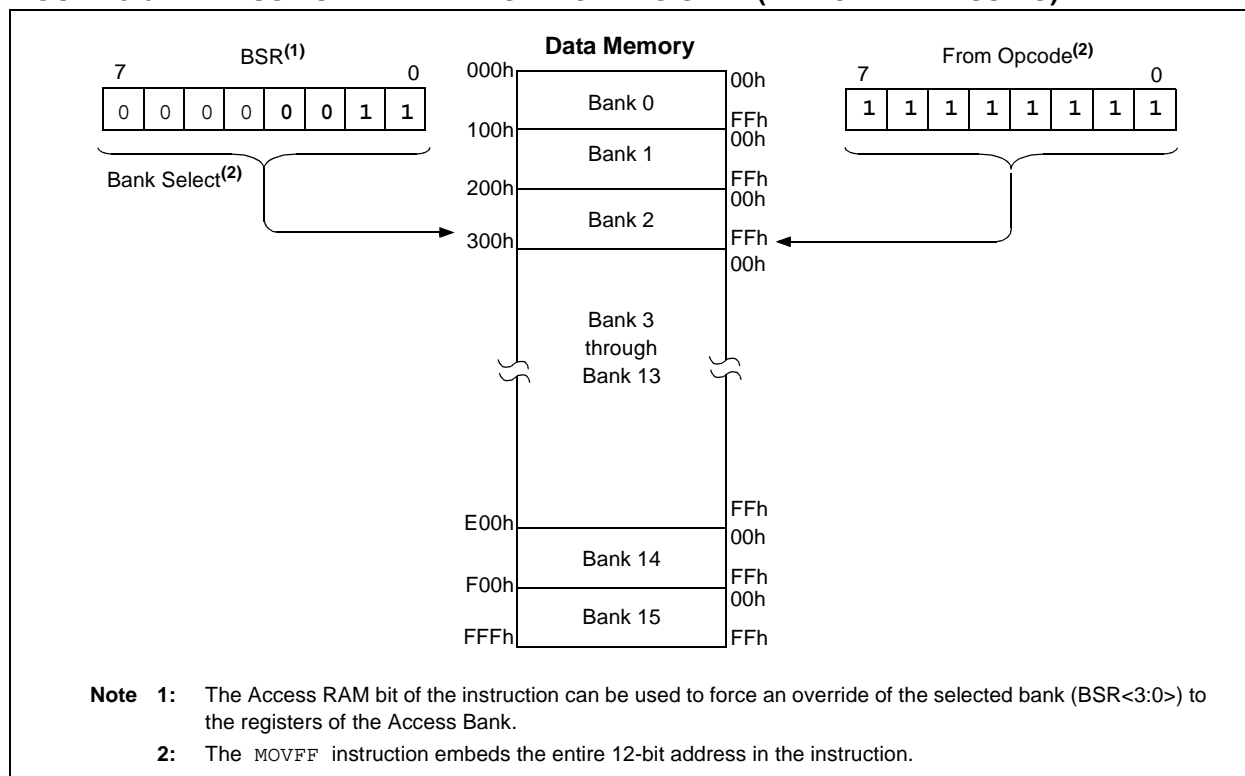 Data Memory
BSR(1)
7 0
0 0 0 0 0 0 1 1
Bank Select(2)
From Opcode(2)
7 0
1 1 1 1 1 1 1 1
000h 00h
Bank 0
FFh
100h 00h
Bank 1
FFh
200h 00h
Bank 2
FFh
300h
00h
Bank 3
through
Bank 13
FFh
E00h 00h
Bank 14
FFh
F00h 00h
Bank 15
FFFh FFh
Note 1: The Access RAM bit of the instruction can be used to force an override of the selected bank (BSR<3:0>) to
the registers of the Access Bank.
2: The MOVFF instruction embeds the entire 12-bit address in the instruction.